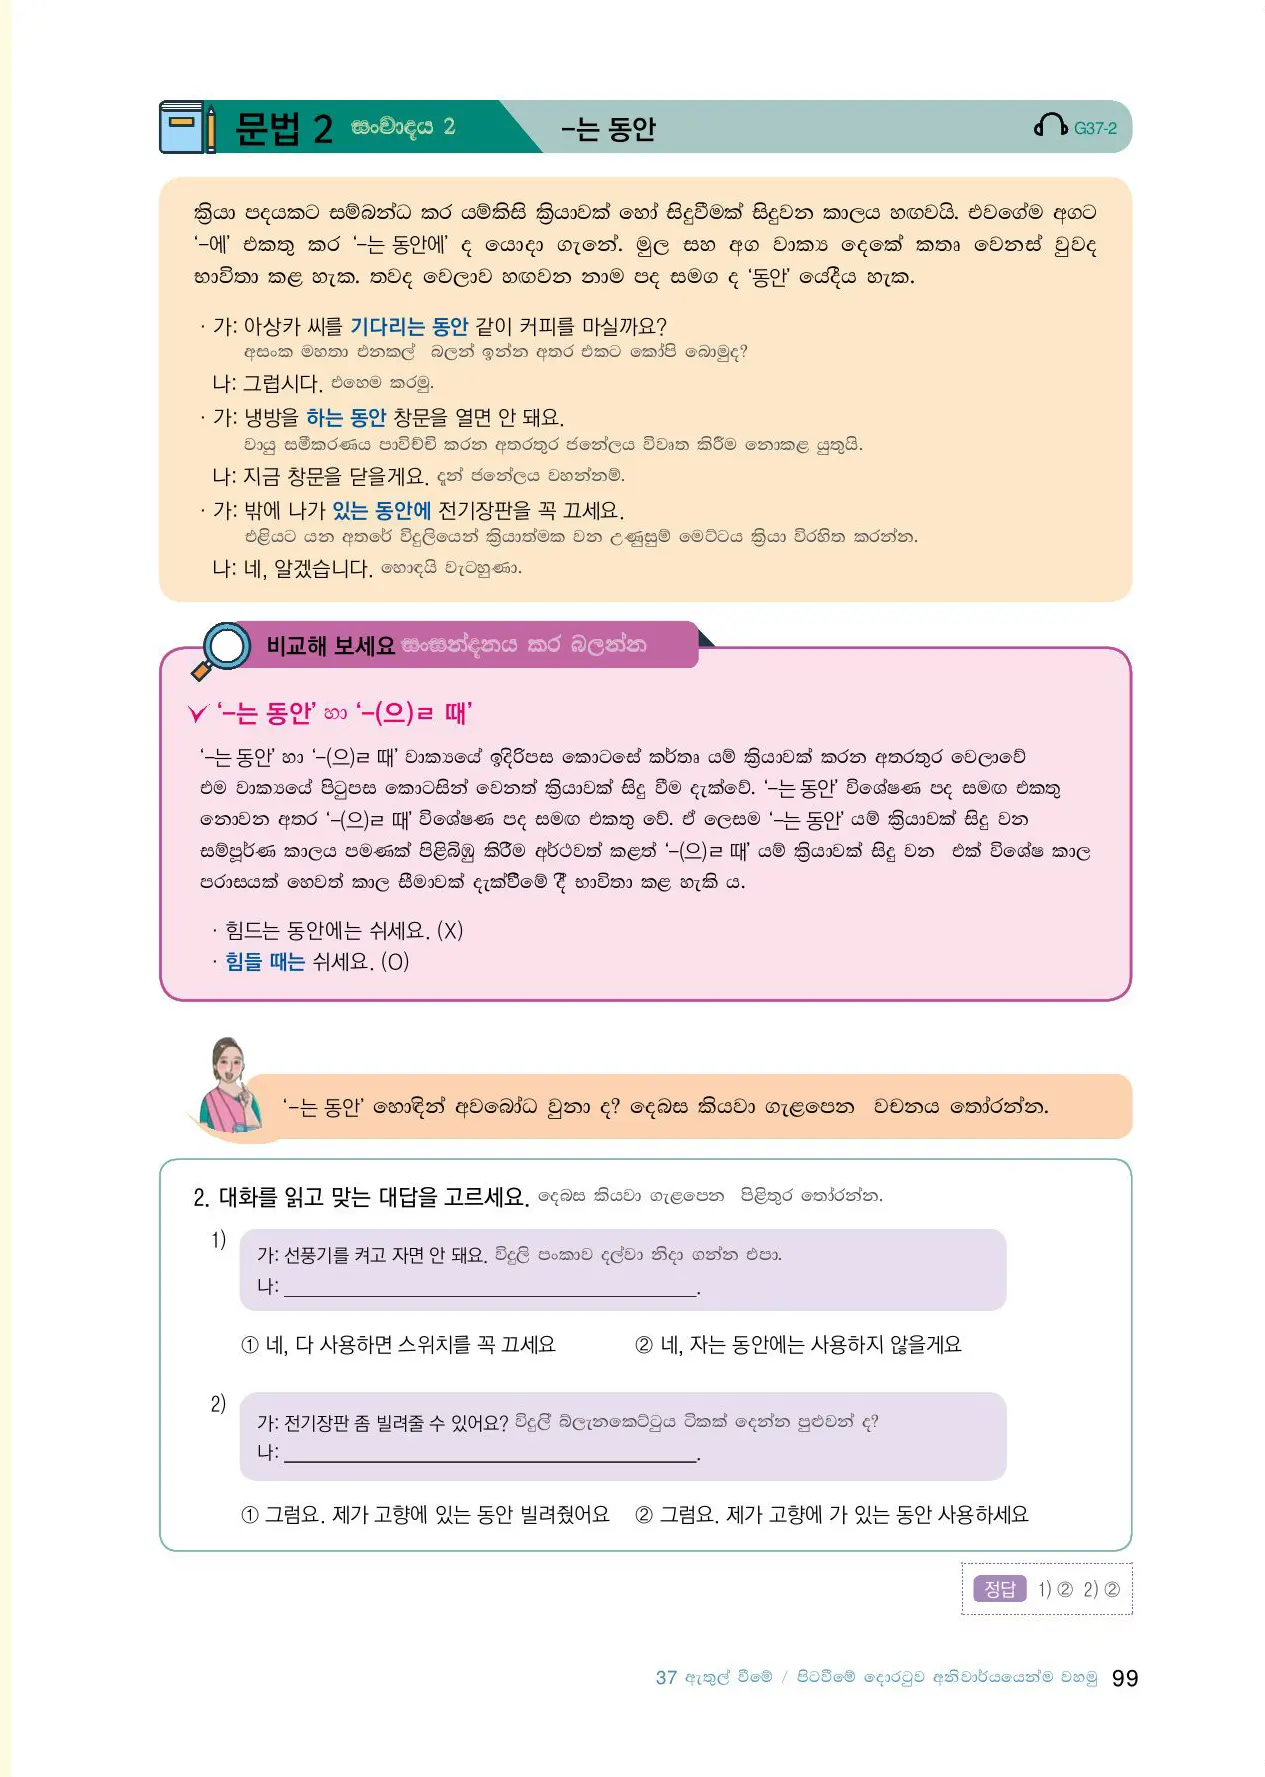 문법 2 සංවාදය 2 –는 동안 G37-2
ක්‍රියා පදයකට සම්බන්ධ කර යම්කිසි ක්‍රියාවක් හෝ සිදුවීමක් සිදුවන කාලය හඟවයි. එවගේම අගට
‘–에’ එකතු කර ‘–는 동안에’ ද යොදා ගැනේ. මුල සහ අග වාක්‍ය දෙකේ කතෘ වෙනස් වුවද
භාවිතා කළ හැක. තවද වෙලාව හඟවන නාම පද සමග ද ‘동안’ යේදීය හැක.
· 가: 아상카 씨를 기다리는 동안 같이 커피를 마실까요?
අසංක මහතා එනකල් බලන් ඉන්න අතර එකට කෝපි බොමුද?
나: 그럽시다. එහෙම කරමු.
· 가: 냉방을 하는 동안 창문을 열면 안 돼요.
වායු සමීකරණය පාවිච්චි කරන අතරතුර ජනේලය විවෘත කිරීම නොකළ යුතුයි.
나: 지금 창문을 닫을게요. දැන් ජනේලය වහන්නම්.
· 가: 밖에 나가 있는 동안에 전기장판을 꼭 끄세요.
එළියට යන අතරේ විදුලියෙන් ක්‍රියාත්මක වන උණුසුම් මෙට්ටය ක්‍රියා විරහිත කරන්න.
나: 네, 알겠습니다. හොඳයි වැටහුණා.
비교해 보세요 සංසන්දනය කර බලන්න
‘–는 동안’ හා ‘–(으)ㄹ 때’
‘–는 동안’ හා ‘–(으)ㄹ 때’ වාක්‍යයේ ඉදිරිපස කොටසේ කර්තෘ යම් ක්‍රියාවක් කරන අතරතුර වෙලාවේ
එම වාක්‍යයේ පිටුපස කොටසින් වෙනත් ක්‍රියාවක් සිදු වීම දැක්වේ. ‘–는 동안’ විශේෂණ පද සමඟ එකතු
නොවන අතර ‘–(으)ㄹ 때’ විශේෂණ පද සමඟ එකතු වේ. ඒ ලෙසම ‘–는 동안’ යම් ක්‍රියාවක් සිදු වන
සම්පූර්ණ කාලය පමණක් පිළිබිඹු කිරීම අර්ථවත් කළත් ‘–(으)ㄹ 때’ යම් ක්‍රියාවක් සිදු වන එක් විශේෂ කාල
පරාසයක් හෙවත් කාල සීමාවක් දැක්වීමේ දී භාවිතා කළ හැකි ය.
· 힘드는 동안에는 쉬세요. (X)
· 힘들 때는 쉬세요. (O)
‘–는 동안’ හොඳින් අවබෝධ වුනා ද? දෙබස කියවා ගැළපෙන වචනය තෝරන්න.
2. 대화를 읽고 맞는 대답을 고르세요. දෙබස කියවා ගැළපෙන පිළිතුර තෝරන්න.
1)
가: 선풍기를 켜고 자면 안 돼요. විදුලි පංකාව දල්වා නිදා ගන්න එපා.
나: ______.
① 네, 다 사용하면 스위치를 꼭 끄세요 ② 네, 자는 동안에는 사용하지 않을게요
2)
가: 전기장판 좀 빌려줄 수 있어요? විදුලි බ්ලැනකෙට්ටුය ටිකක් දෙන්න පුළුවන් ද?
나: ______.
① 그럼요. 제가 고향에 있는 동안 빌려줬어요 ② 그럼요. 제가 고향에 가 있는 동안 사용하세요
정답 1) ② 2) ②
37 ඇතුල් වීමේ / පිටවීමේ දොරටුව අනිවාර්යයෙන්ම වහමු 99